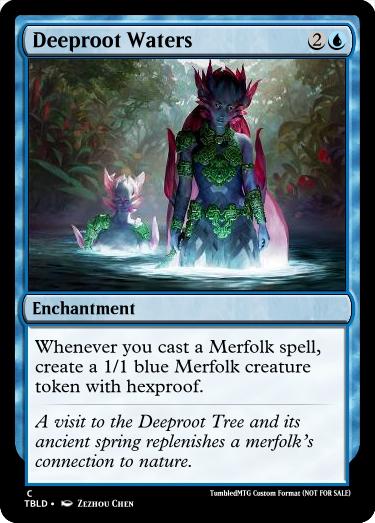 Deeproot Waters 2
Enchantment
Whenever you cast a Merfolk spell,
create a 1/1 blue Merfolk creature
token with hexproof.
A visit to the Deeproot Tree and its
ancient spring replenishes a merfolk's
connection to nature.
C
TBLD • Zezhou Chen
TumbledMTG Custom Format (NOT FOR SALE)